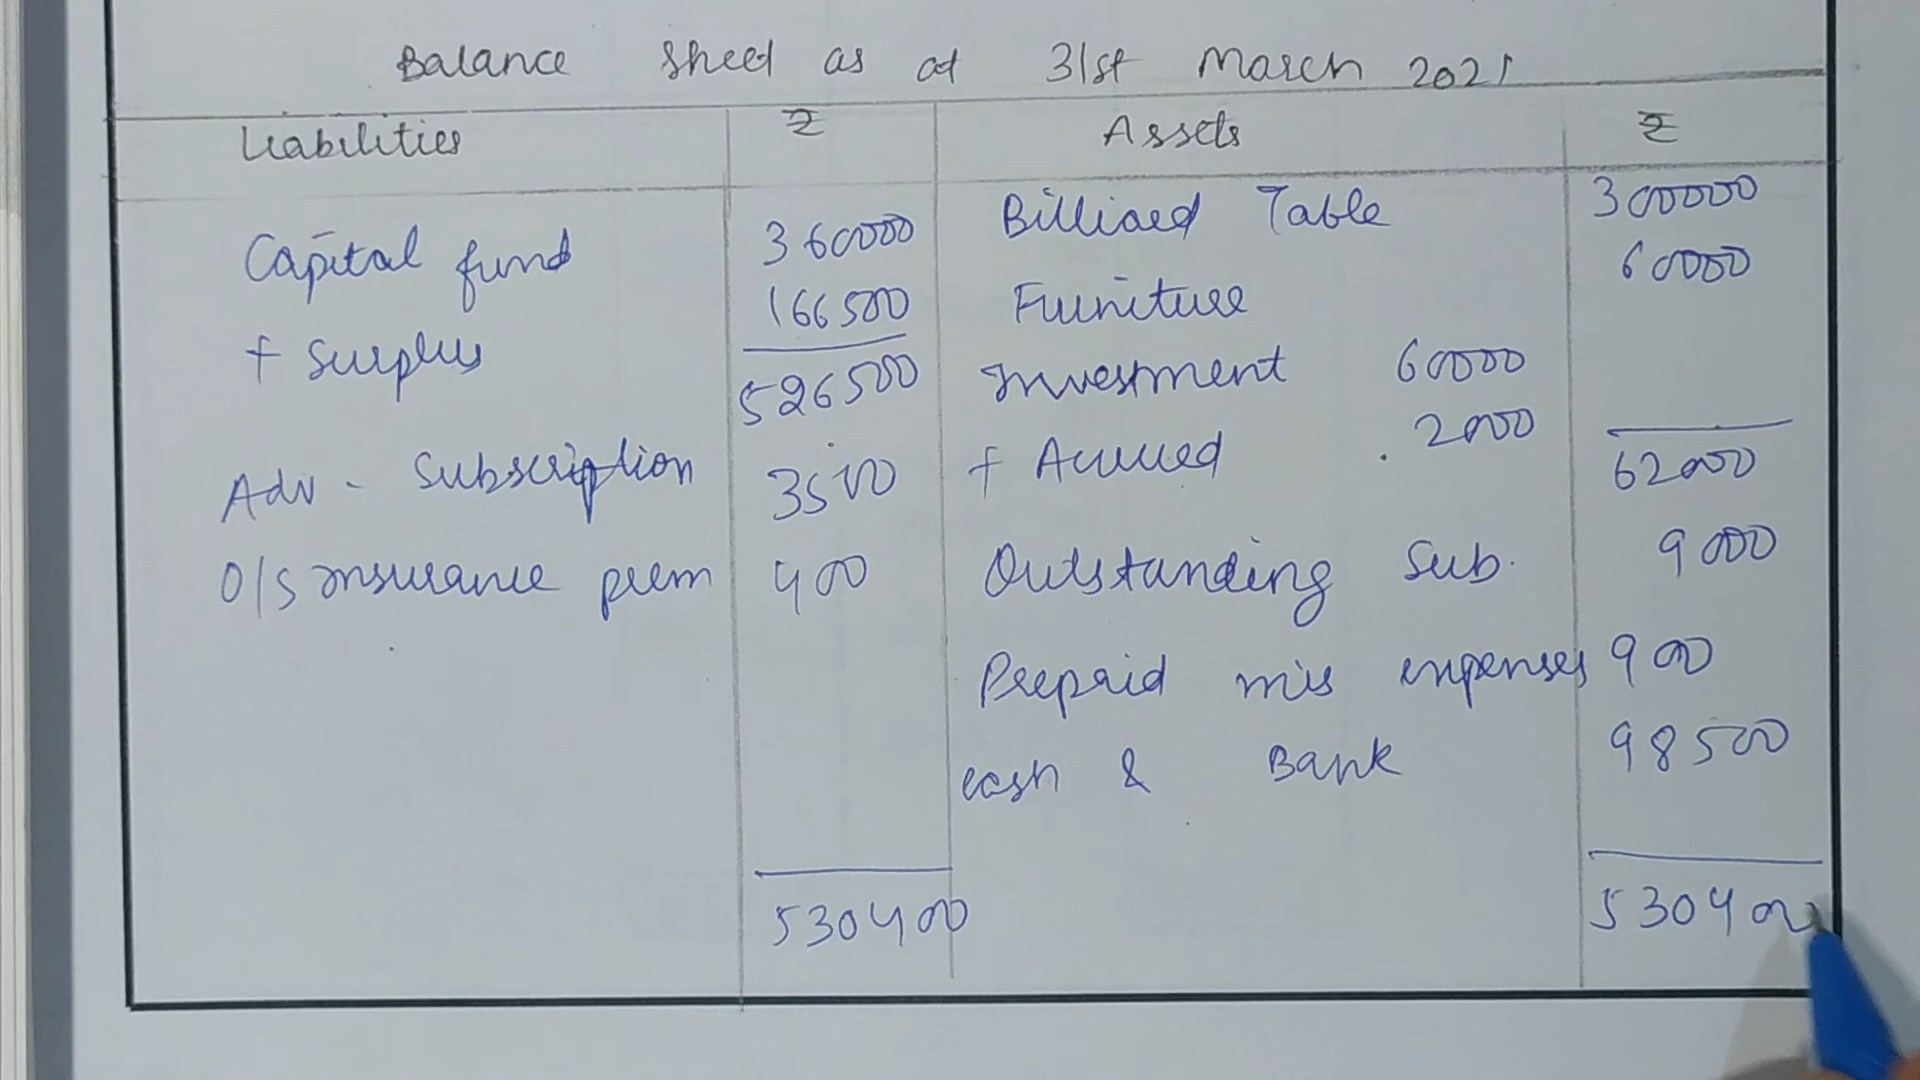 Balance Sheet as at 31st March 2021
Liabilities ₹ Assets ₹
Capital fund 360000 Billiard Table 300000
+ Surplus 166500 Furniture 60000
526500 Investment 60000
+ Accrued 2000 62000
Adv - Subscription 3500
O/s insurance prem 400 Outstanding Sub. 9000
Prepaid mis expenses 900
cash & Bank 98500
530400 530400